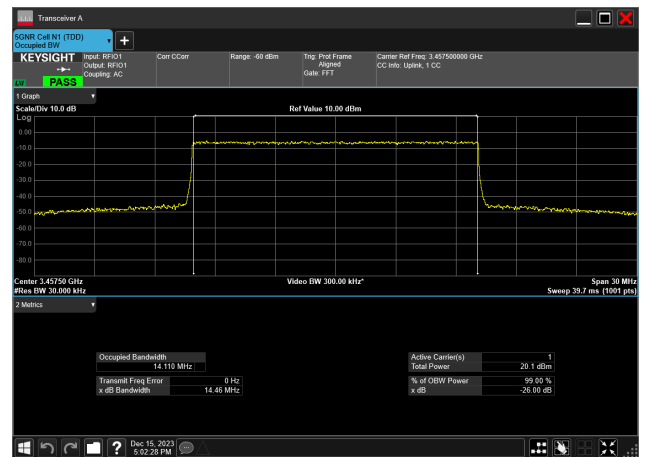 Transceiver A
5GNR Cell N1 (TDD)
Occupied BW
KEYSIGHT
PASS
Input: RFIO1
Output: RFIO1
Coupling: AC
Corr CCorr
Range: -60 dBm
Trig: Prot Frame
Aligned
Gate: FFT
Carrier Ref Freq: 3.457500000 GHz
CC Info: Uplink, 1 CC
1 Graph
Scale/Div 10.0 dB
Ref Value 10.00 dBm
Log
0.00
-10.0
-20.0
-30.0
-40.0
-50.0
-60.0
-70.0
-80.0
Center 3.45750 GHz
Video BW 300.00 kHz*
Span 30 MHz
#Res BW 30.000 kHz
Sweep 39.7 ms (1001 pts)
2 Metrics
Occupied Bandwidth
14.110 MHz
Active Carrier(s) 1
Total Power 20.1 dBm
Transmit Freq Error 0 Hz
x dB Bandwidth 14.46 MHz
% of OBW Power 99.00 %
x dB -26.00 dB
Dec 15, 2023
5:02:28 PM